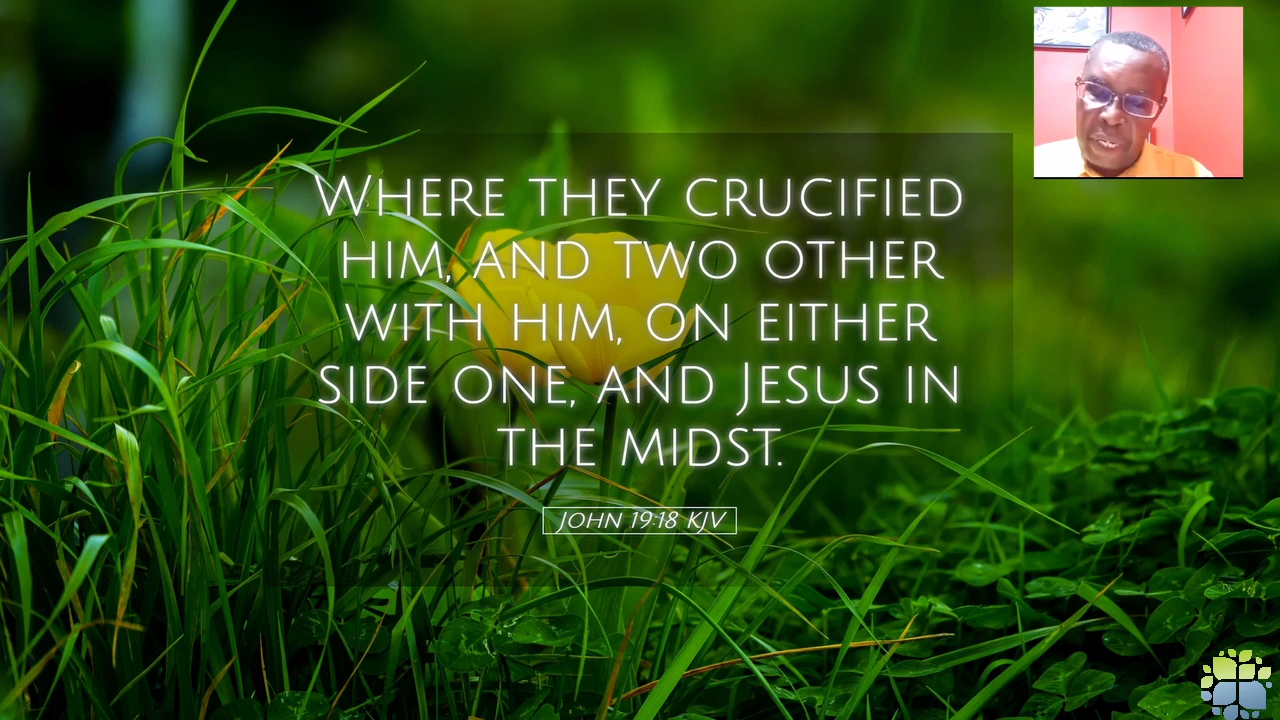 Where they crucified
him, and two other
with him, on either
side one, and Jesus in
the midst.
John 19:18 KJV